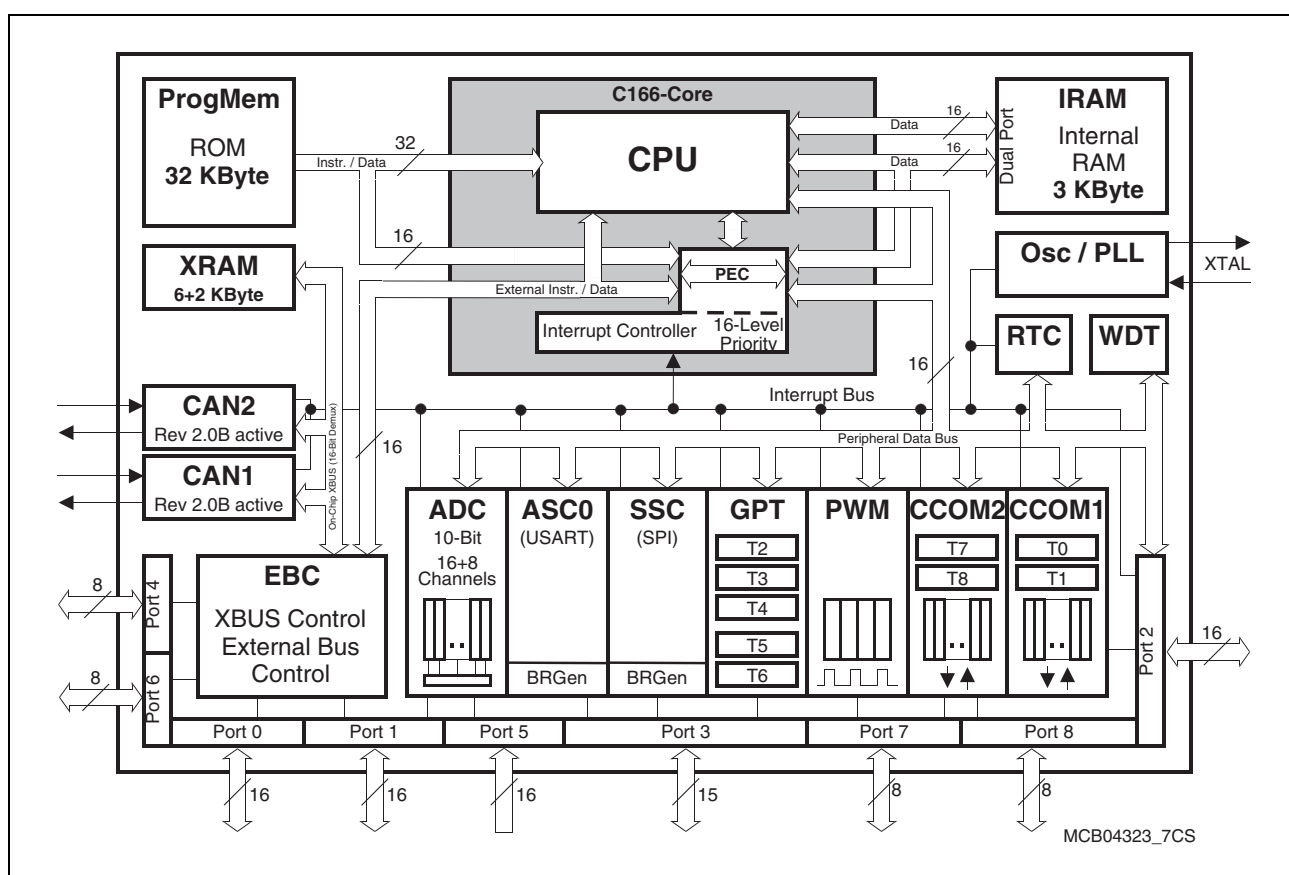 C166-Core
ProgMem
ROM
32 KByte
32
Instr. / Data
CPU
16
Data
16
Data
Dual Port
IRAM
Internal
RAM
3 KByte
16
XRAM
6+2 KByte
External Instr. / Data
PEC
Interrupt Controller
16-Level
Priority
Osc / PLL
XTAL
RTC
WDT
16
Interrupt Bus
Peripheral Data Bus
CAN2
Rev 2.0B active
CAN1
Rev 2.0B active
On-Chip XBUS (16-Bit Demux)
16
EBC
XBUS Control
External Bus
Control
ADC
10-Bit
16+8
Channels
ASC0
(USART)
BRGen
SSC
(SPI)
BRGen
GPT
T2
T3
T4
T5
T6
PWM
CCOM2
T7
T8
CCOM1
T0
T1
8
Port 4
8
Port 6
Port 2
16
Port 0
Port 1
Port 5
Port 3
Port 7
Port 8
16
16
16
15
8
8
MCB04323_7CS